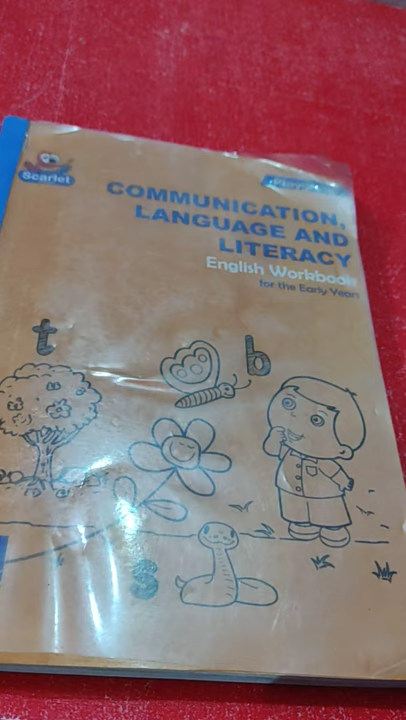 Scarlet
COMMUNICATION,
LANGUAGE AND
LITERACY
English Workbook
for the Early Years
t
b
s